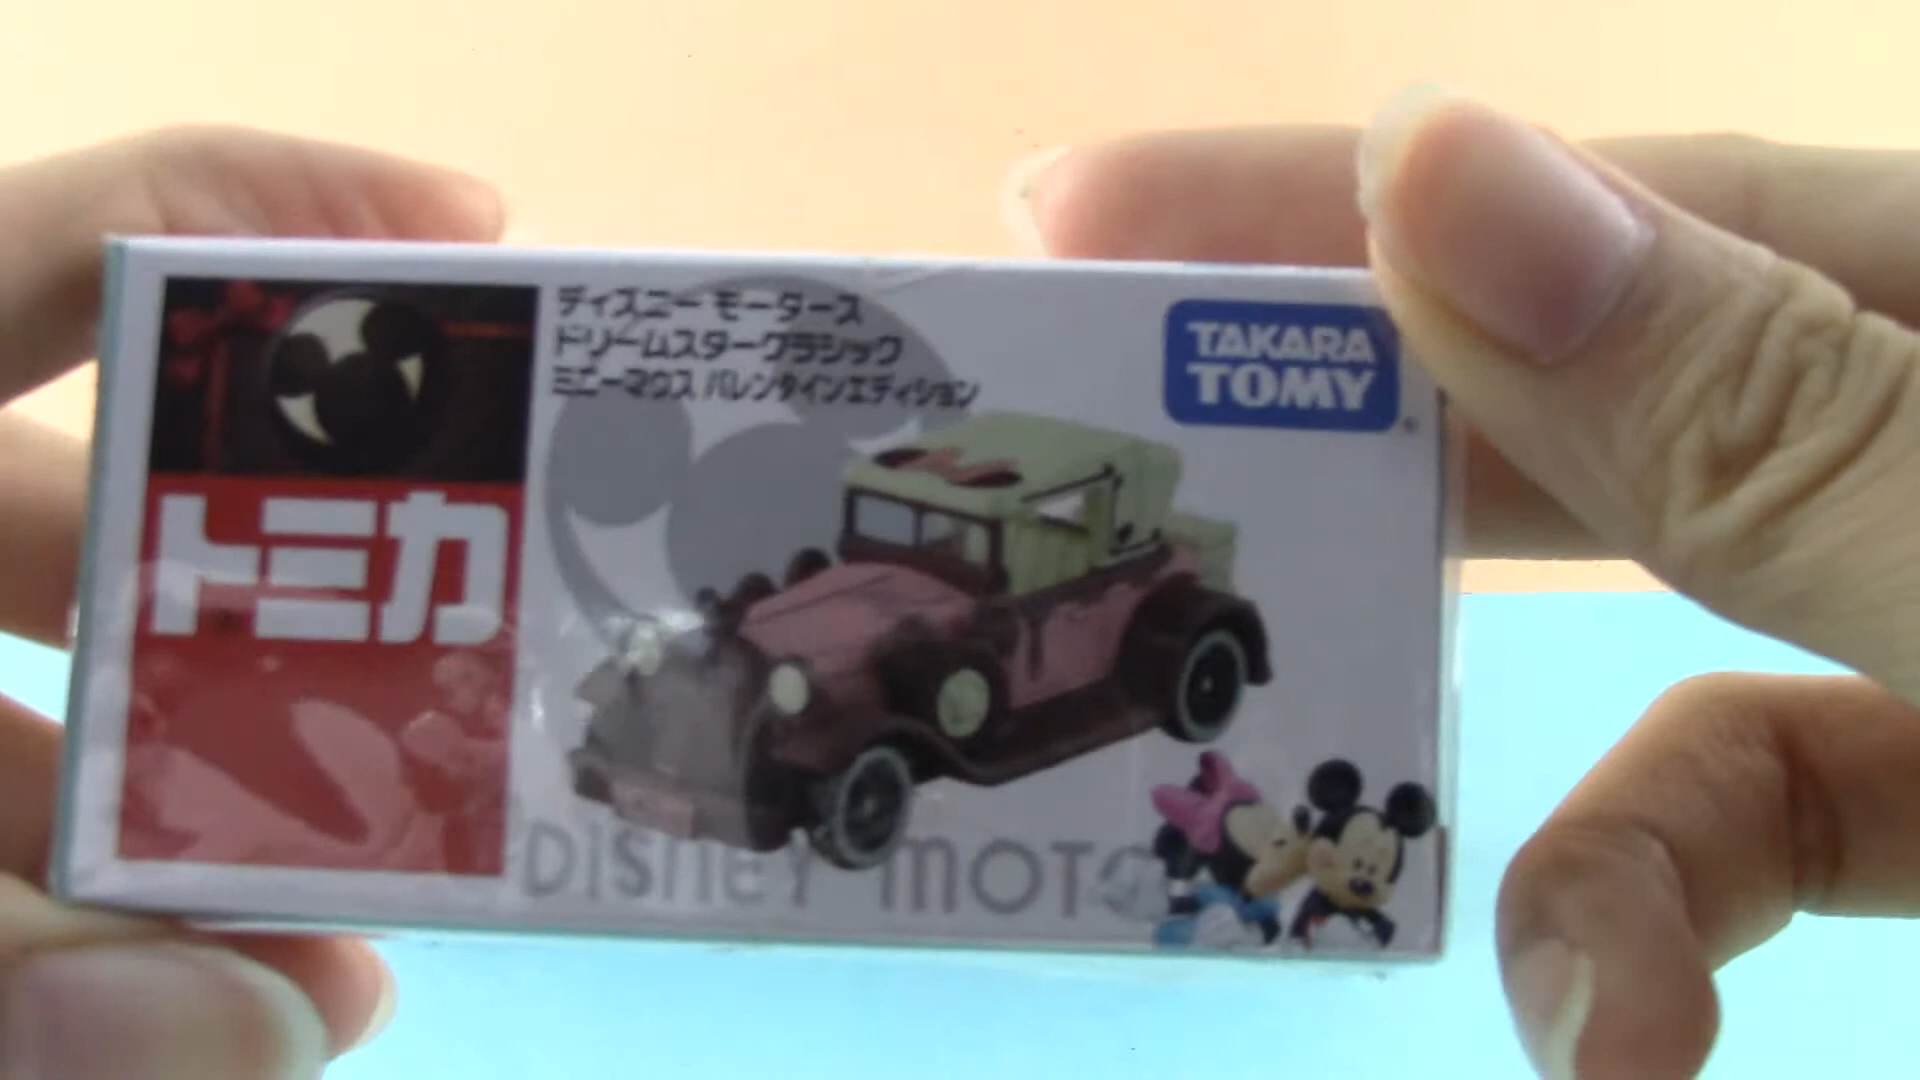 ディズニー モータース
ドリームスタークラシック
ミニーマウス バレンタインエディション
TAKARA
TOMY
トミカ
DISNEY MOTO